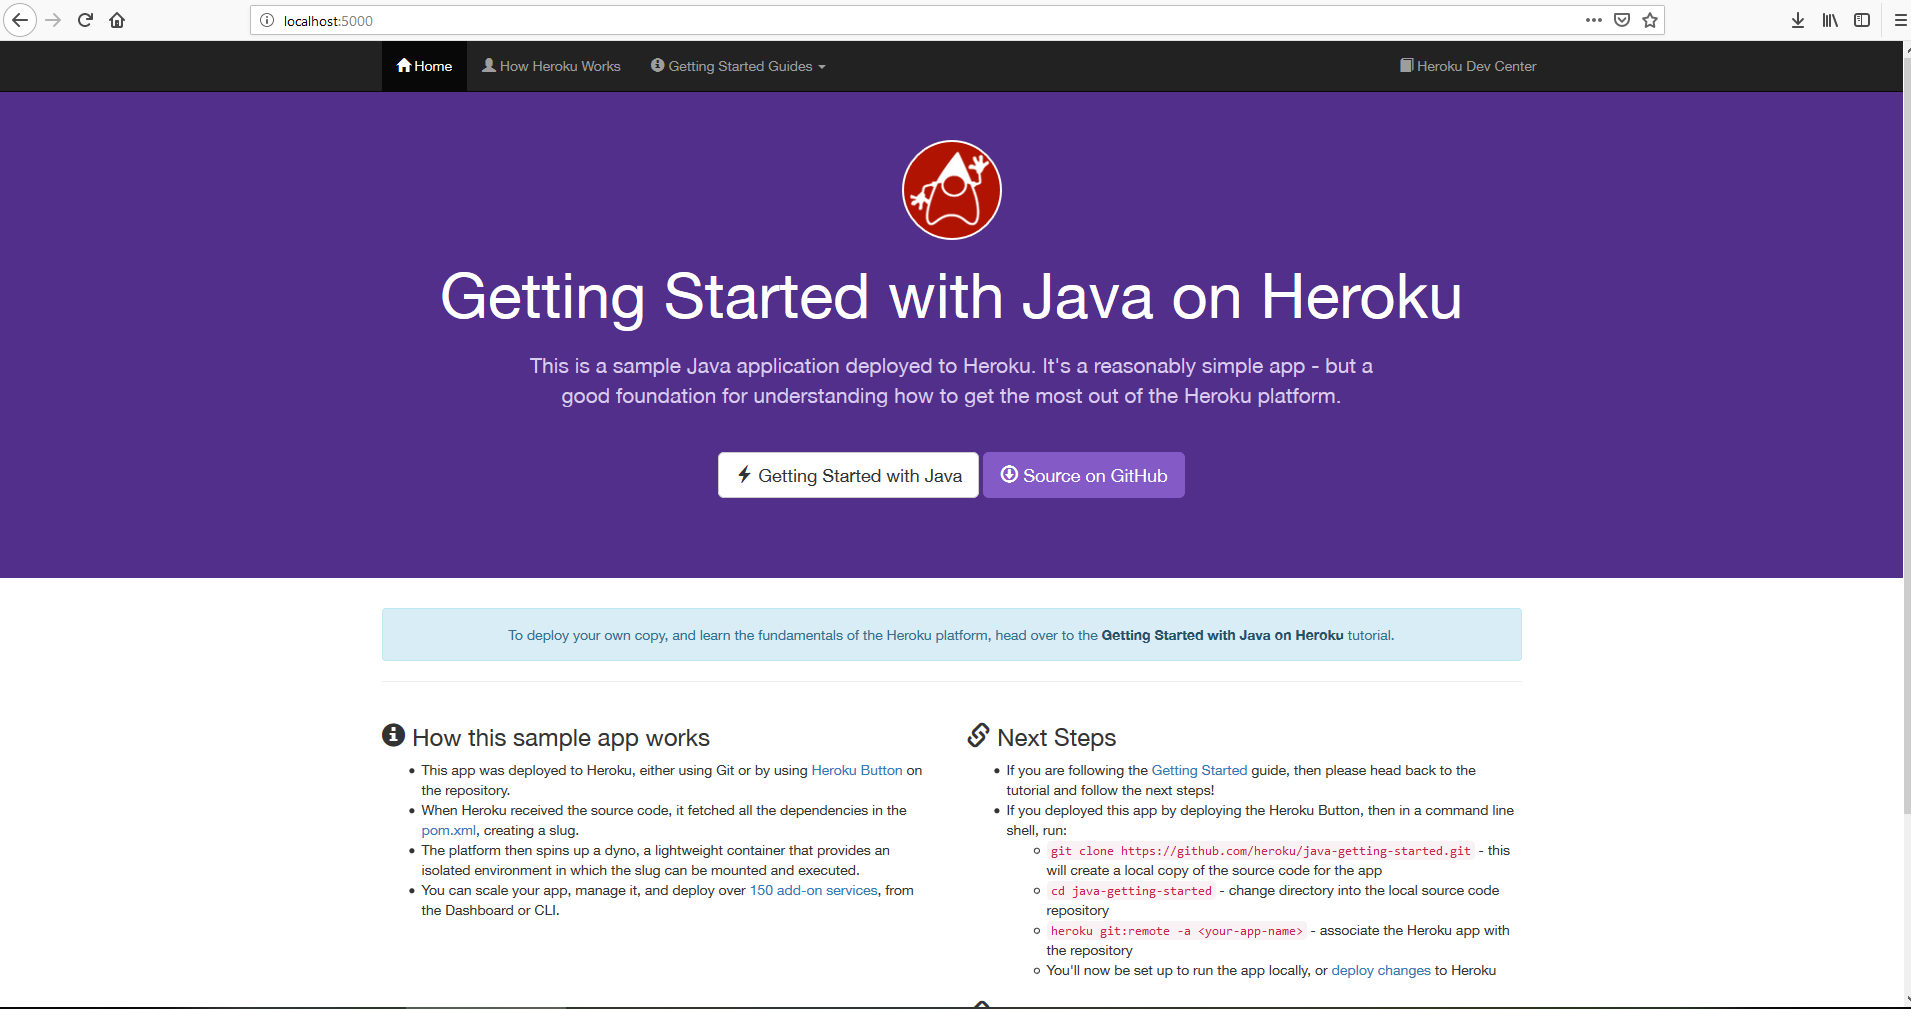 localhost:5000
Home
How Heroku Works
Getting Started Guides
Heroku Dev Center
Getting Started with Java on Heroku
This is a sample Java application deployed to Heroku. It's a reasonably simple app - but a
good foundation for understanding how to get the most out of the Heroku platform.
Getting Started with Java
Source on GitHub
To deploy your own copy, and learn the fundamentals of the Heroku platform, head over to the Getting Started with Java on Heroku tutorial.
How this sample app works
This app was deployed to Heroku, either using Git or by using Heroku Button on
the repository.
When Heroku received the source code, it fetched all the dependencies in the
pom.xml, creating a slug.
The platform then spins up a dyno, a lightweight container that provides an
isolated environment in which the slug can be mounted and executed.
You can scale your app, manage it, and deploy over 150 add-on services, from
the Dashboard or CLI.
Next Steps
If you are following the Getting Started guide, then please head back to the
tutorial and follow the next steps!
If you deployed this app by deploying the Heroku Button, then in a command line
shell, run:
git clone https://github.com/heroku/java-getting-started.git - this
will create a local copy of the source code for the app
cd java-getting-started - change directory into the local source code
repository
heroku git:remote -a <your-app-name> - associate the Heroku app with
the repository
You'll now be set up to run the app locally, or deploy changes to Heroku